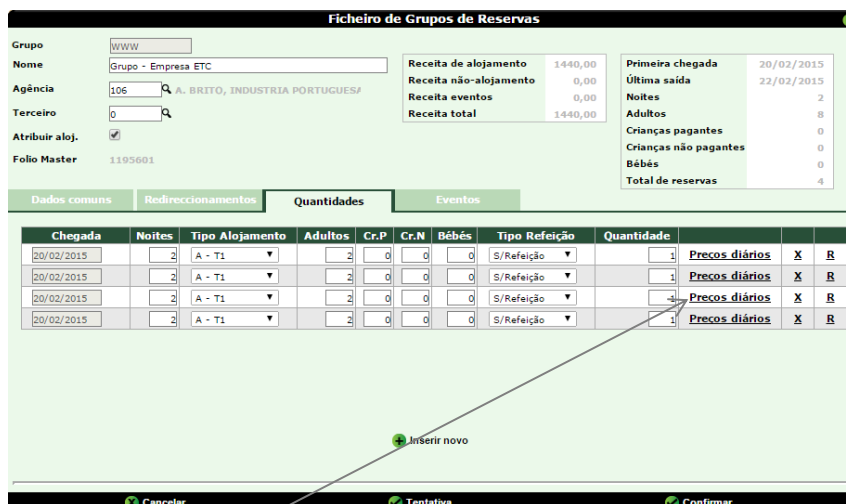 Ficheiro de Grupos de Reservas
Grupo WWW
Nome Grupo - Empresa ETC
Agência 106 A. BRITO, INDUSTRIA PORTUGUESA
Terceiro 0
Atribuir aloj.
Folio Master 1195601
Receita de alojamento 1440,00
Receita não-alojamento 0,00
Receita eventos 0,00
Receita total 1440,00
Primeira chegada 20/02/2015
Última saída 22/02/2015
Noites 2
Adultos 8
Crianças pagantes 0
Crianças não pagantes 0
Bébés 0
Total de reservas 4
Dados comuns Redireccionamentos Quantidades Eventos
Chegada Noites Tipo Alojamento Adultos Cr.P Cr.N Bébés Tipo Refeição Quantidade
20/02/2015 2 A - T1 2 0 0 0 S/Refeição 1 Preços diários X R
20/02/2015 2 A - T1 2 0 0 0 S/Refeição 1 Preços diários X R
20/02/2015 2 A - T1 2 0 0 0 S/Refeição 1 Preços diários X R
20/02/2015 2 A - T1 2 0 0 0 S/Refeição 1 Preços diários X R
Inserir novo
Cancelar Tentativa Confirmar